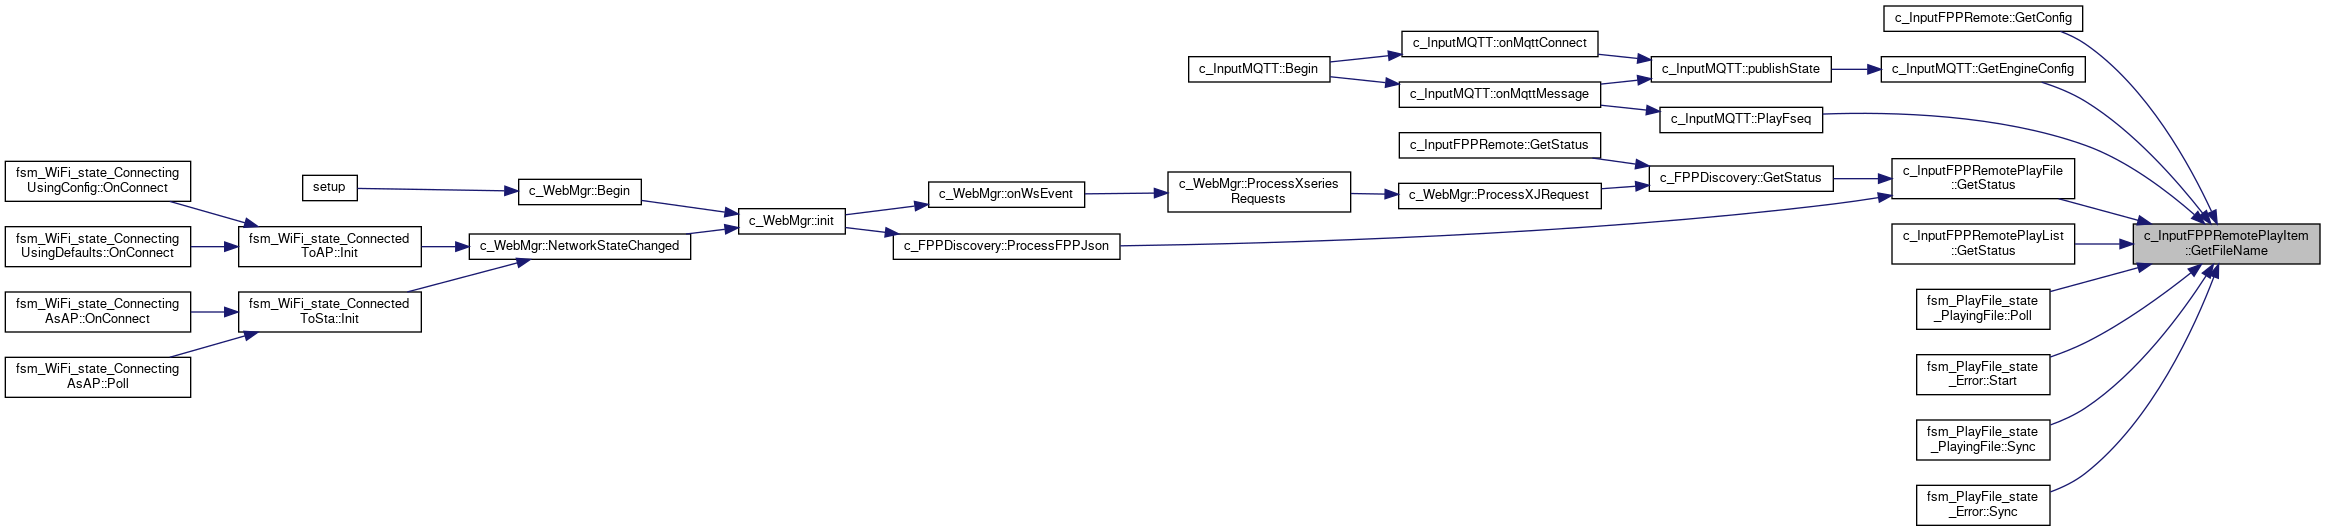 c_InputFPPRemote::GetConfig
c_InputMQTT::onMqttConnect
c_InputMQTT::Begin
c_InputMQTT::publishState
c_InputMQTT::GetEngineConfig
c_InputMQTT::onMqttMessage
c_InputMQTT::PlayFseq
c_InputFPPRemote::GetStatus
c_InputFPPRemotePlayFile
::GetStatus
c_FPPDiscovery::GetStatus
fsm_WiFi_state_Connecting
UsingConfig::OnConnect
setup
c_WebMgr::Begin
c_WebMgr::onWsEvent
c_WebMgr::ProcessXseries
Requests
c_WebMgr::ProcessXJRequest
c_WebMgr::init
fsm_WiFi_state_Connecting
UsingDefaults::OnConnect
fsm_WiFi_state_Connected
ToAP::Init
c_WebMgr::NetworkStateChanged
c_FPPDiscovery::ProcessFPPJson
c_InputFPPRemotePlayList
::GetStatus
c_InputFPPRemotePlayItem
::GetFileName
fsm_WiFi_state_Connecting
AsAP::OnConnect
fsm_WiFi_state_Connected
ToSta::Init
fsm_PlayFile_state
_PlayingFile::Poll
fsm_WiFi_state_Connecting
AsAP::Poll
fsm_PlayFile_state
_Error::Start
fsm_PlayFile_state
_PlayingFile::Sync
fsm_PlayFile_state
_Error::Sync